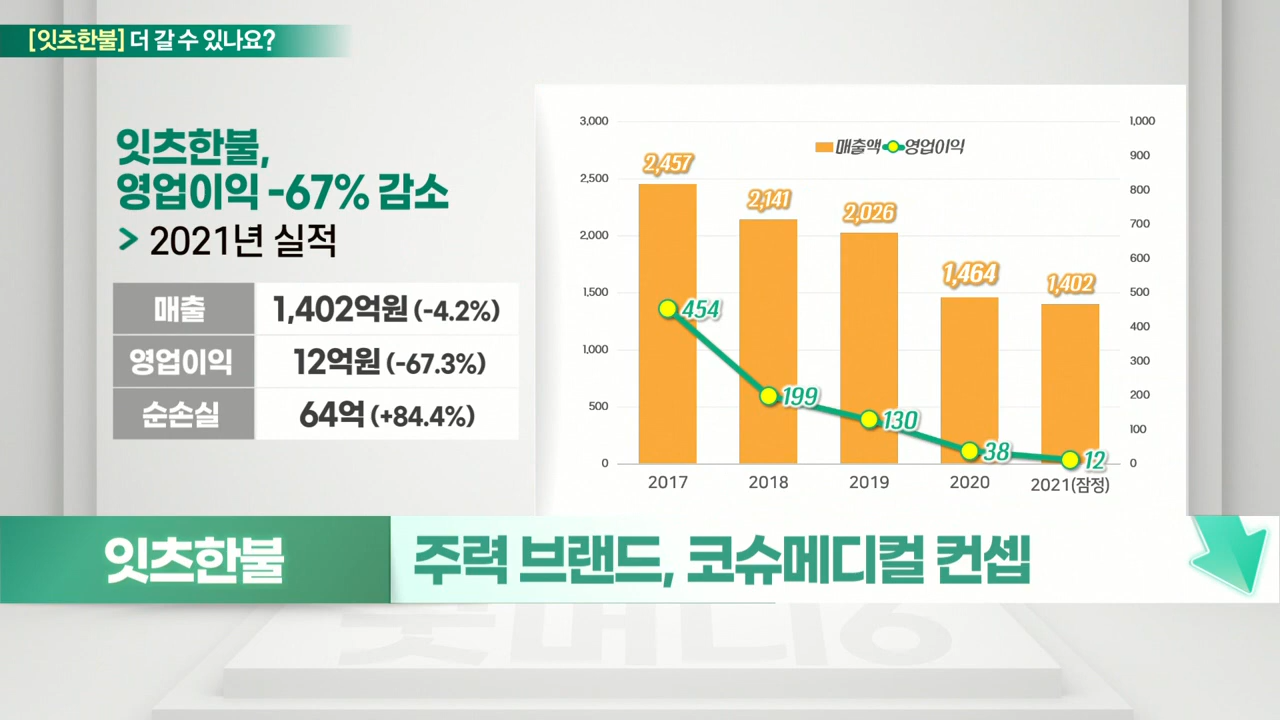 [잇츠한불] 더 갈 수 있나요?
잇츠한불,
영업이익 -67% 감소
> 2021년 실적
매출 1,402억원 (-4.2%)
영업이익 12억원 (-67.3%)
순손실 64억 (+84.4%)
매출액 영업이익
3,000
2,500
2,000
1,500
1,000
500
0
1,000
900
800
700
600
500
400
300
200
100
0
2,457
2,141
2,026
1,464
1,402
454
199
130
38
12
2017 2018 2019 2020 2021(잠정)
잇츠한불
주력 브랜드, 코슈메디컬 컨셉
굿머니6